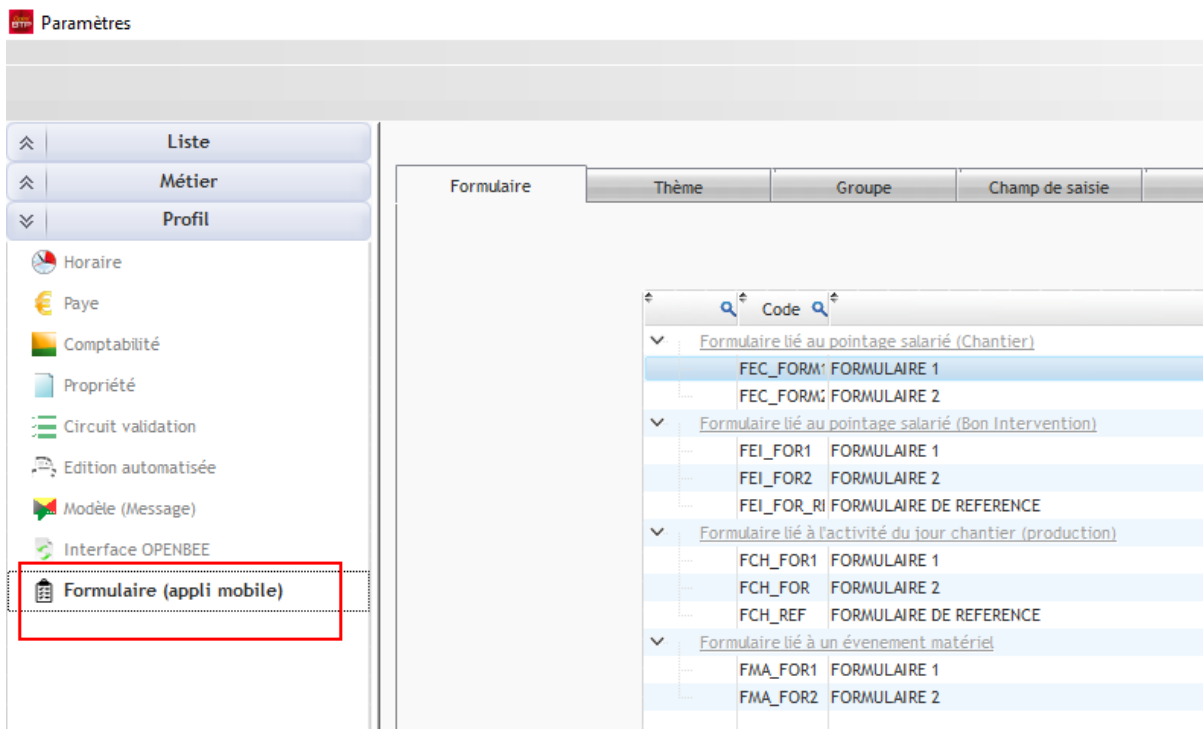 Paramètres
Liste
Métier
Profil
Horaire
Paye
Comptabilité
Propriété
Circuit validation
Edition automatisée
Modèle (Message)
Interface OPENBEE
Formulaire (appli mobile)
Formulaire Thème Groupe Champ de saisie
Code
Formulaire lié au pointage salarié (Chantier)
FEC_FORM1 FORMULAIRE 1
FEC_FORM2 FORMULAIRE 2
Formulaire lié au pointage salarié (Bon Intervention)
FEI_FOR1 FORMULAIRE 1
FEI_FOR2 FORMULAIRE 2
FEI_FOR_RI FORMULAIRE DE REFERENCE
Formulaire lié à l'activité du jour chantier (production)
FCH_FOR1 FORMULAIRE 1
FCH_FOR FORMULAIRE 2
FCH_REF FORMULAIRE DE REFERENCE
Formulaire lié à un évenement matériel
FMA_FOR1 FORMULAIRE 1
FMA_FOR2 FORMULAIRE 2